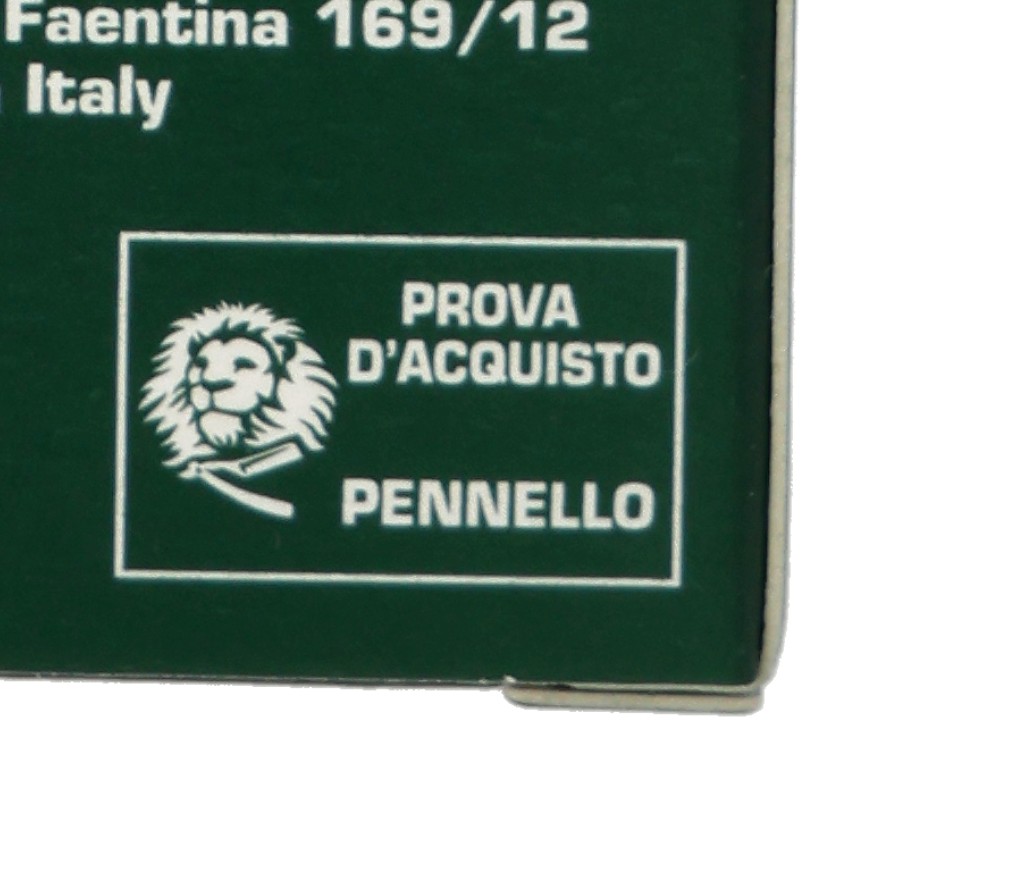 Faentina 169/12
Italy
PROVA
D'ACQUISTO
PENNELLO